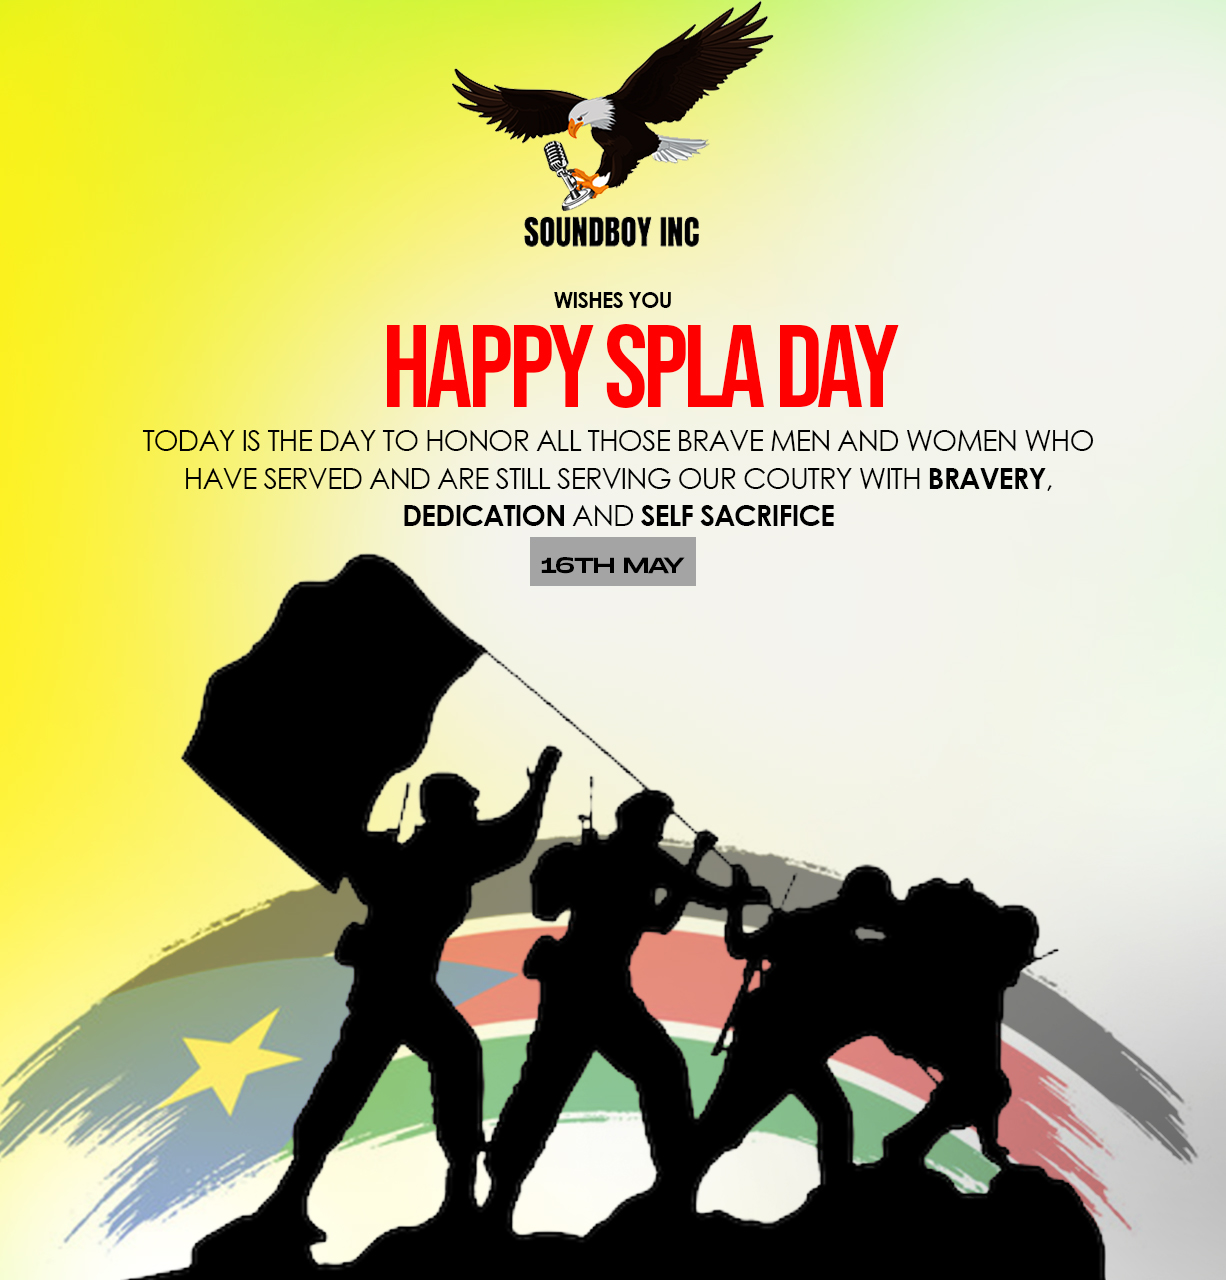 SOUNDBOY INC
WISHES YOU
HAPPY SPLA DAY
TODAY IS THE DAY TO HONOR ALL THOSE BRAVE MEN AND WOMEN WHO
HAVE SERVED AND ARE STILL SERVING OUR COUTRY WITH BRAVERY,
DEDICATION AND SELF SACRIFICE
16TH MAY